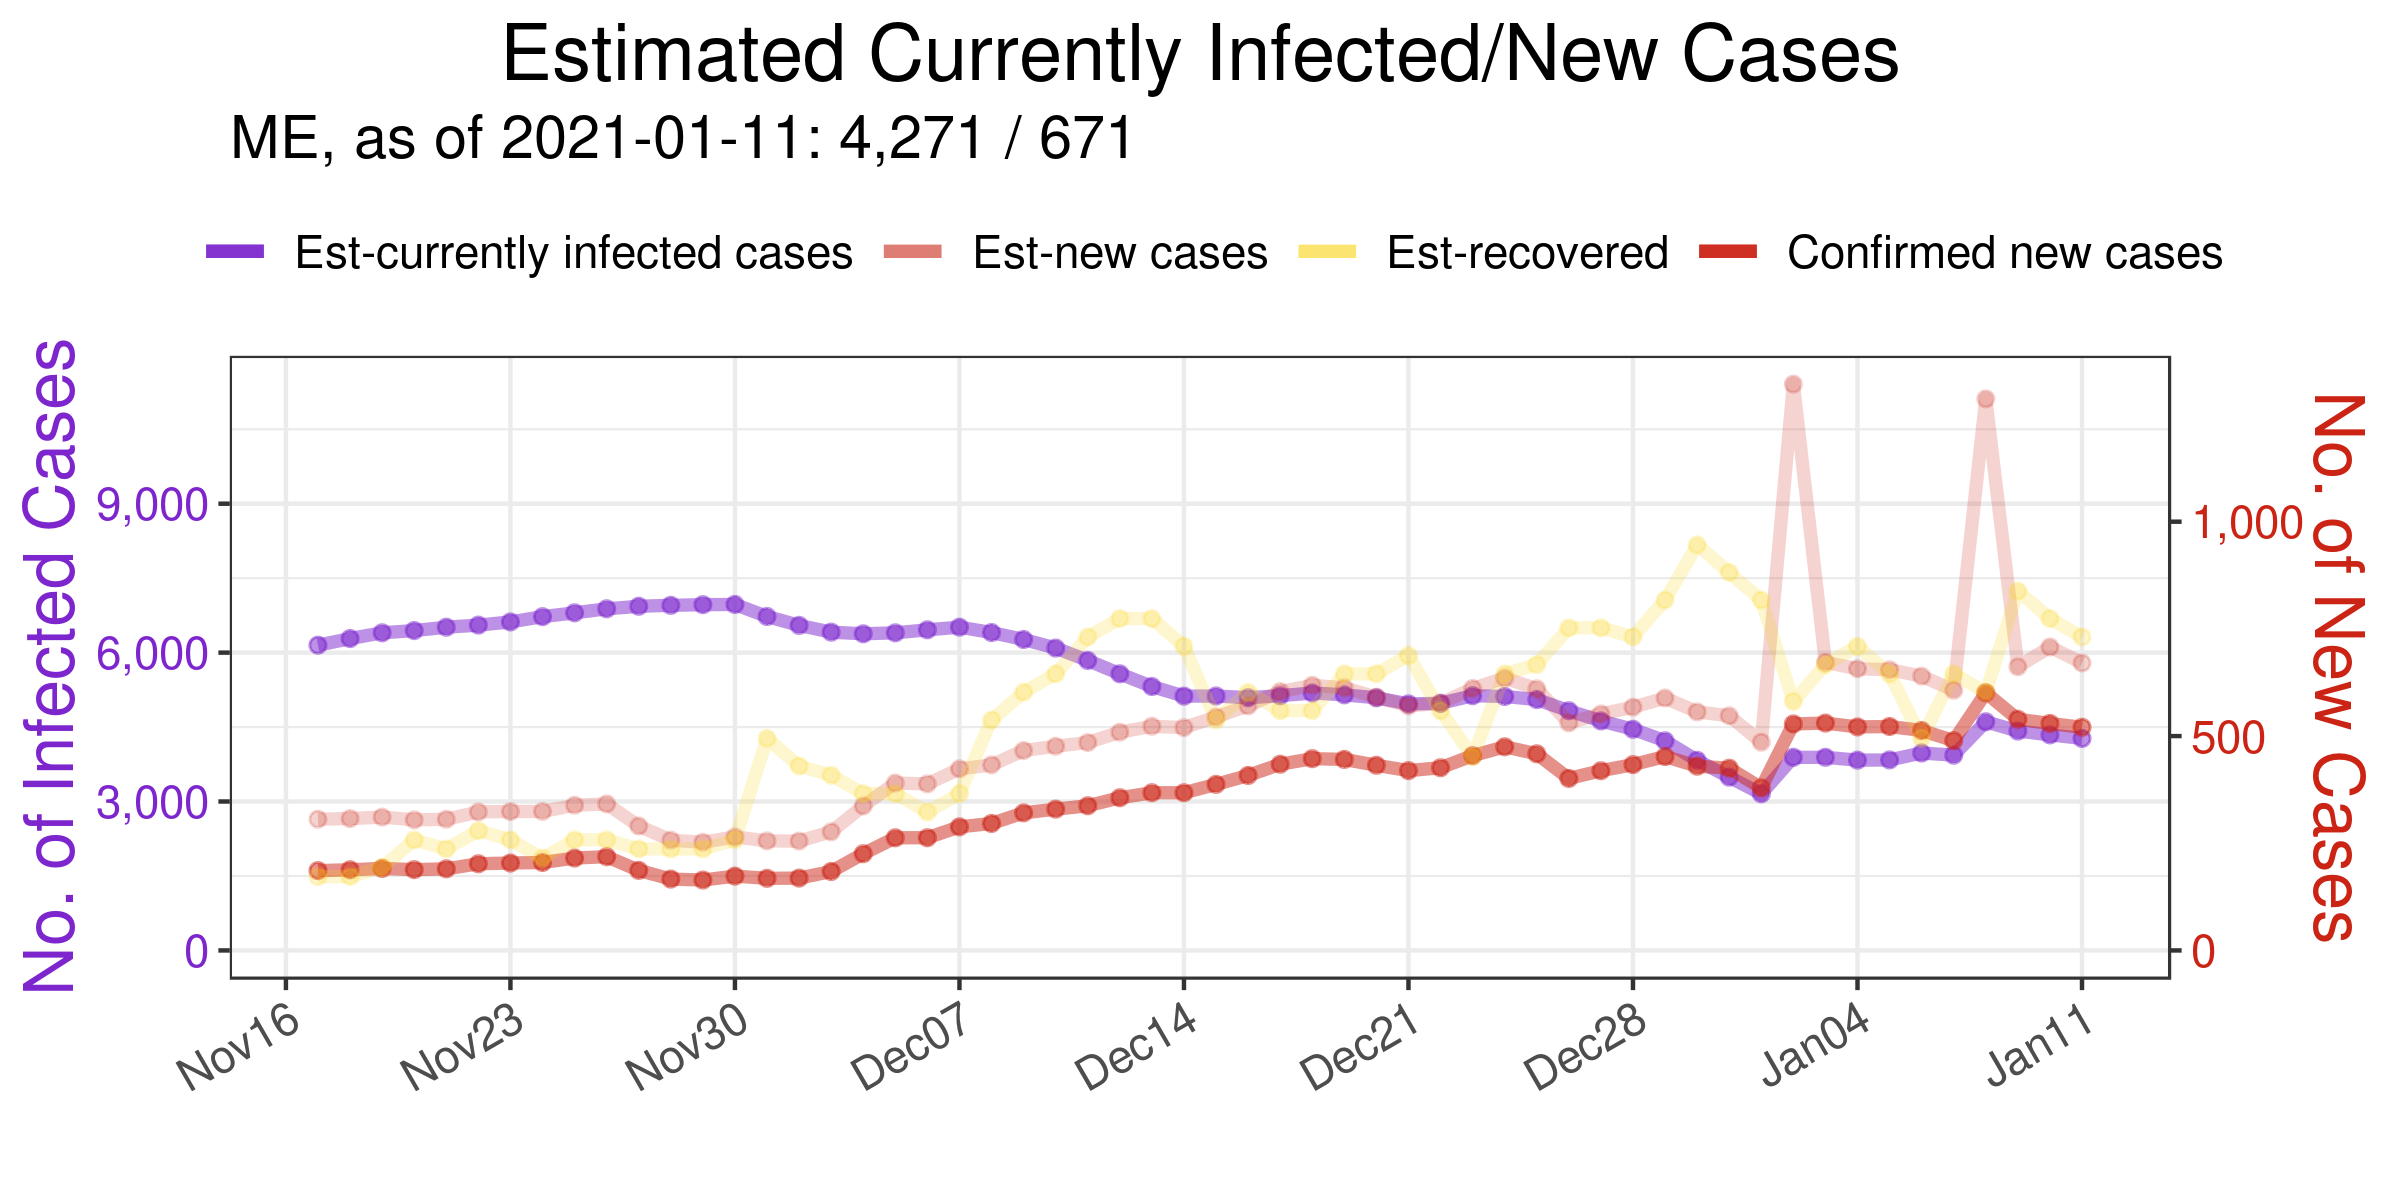 Estimated Currently Infected/New Cases
ME, as of 2021-01-11: 4,271 / 671
Est-currently infected cases Est-new cases Est-recovered Confirmed new cases
No. of Infected Cases
9,000
6,000
3,000
0
1,000
500
0
No. of New Cases
Nov16 Nov23 Nov30 Dec07 Dec14 Dec21 Dec28 Jan04 Jan11